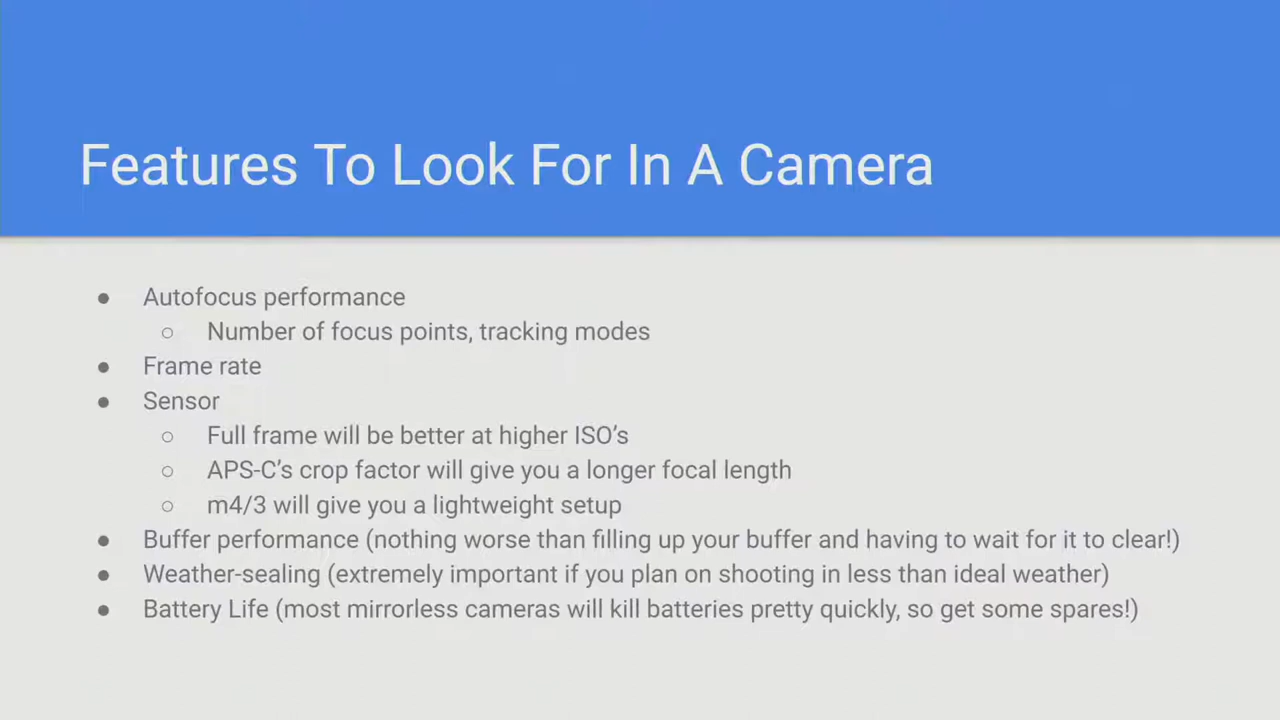 Features To Look For In A Camera
● Autofocus performance
○ Number of focus points, tracking modes
● Frame rate
● Sensor
○ Full frame will be better at higher ISO’s
○ APS-C’s crop factor will give you a longer focal length
○ m4/3 will give you a lightweight setup
● Buffer performance (nothing worse than filling up your buffer and having to wait for it to clear!)
● Weather-sealing (extremely important if you plan on shooting in less than ideal weather)
● Battery Life (most mirrorless cameras will kill batteries pretty quickly, so get some spares!)